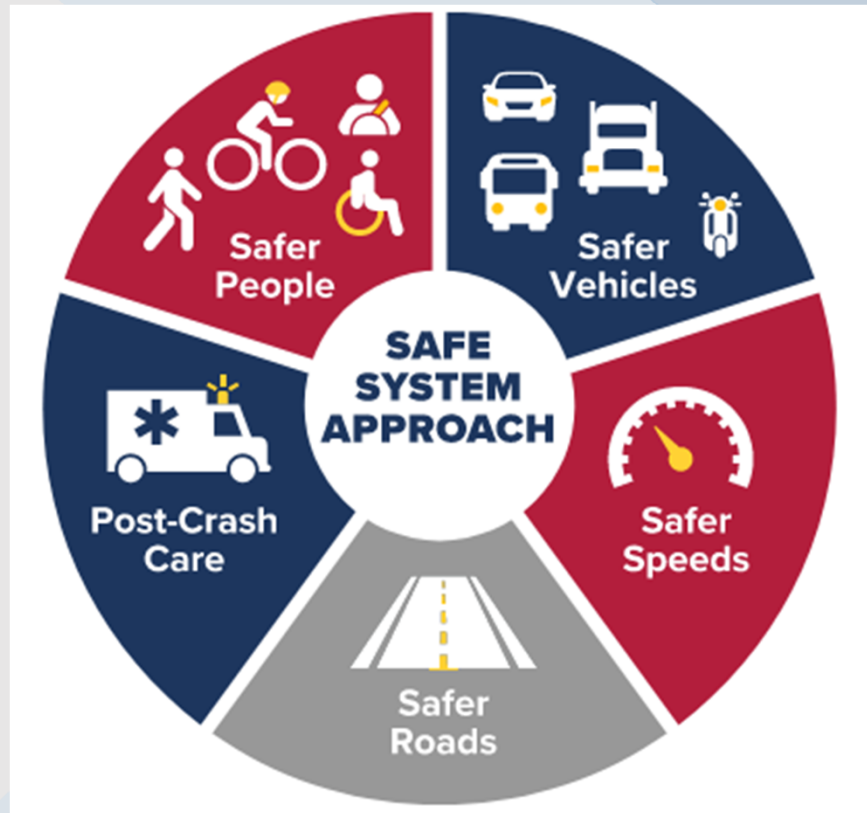 Safer
People
Safer
Vehicles
SAFE
SYSTEM
APPROACH
Post-Crash
Care
Safer
Speeds
Safer
Roads